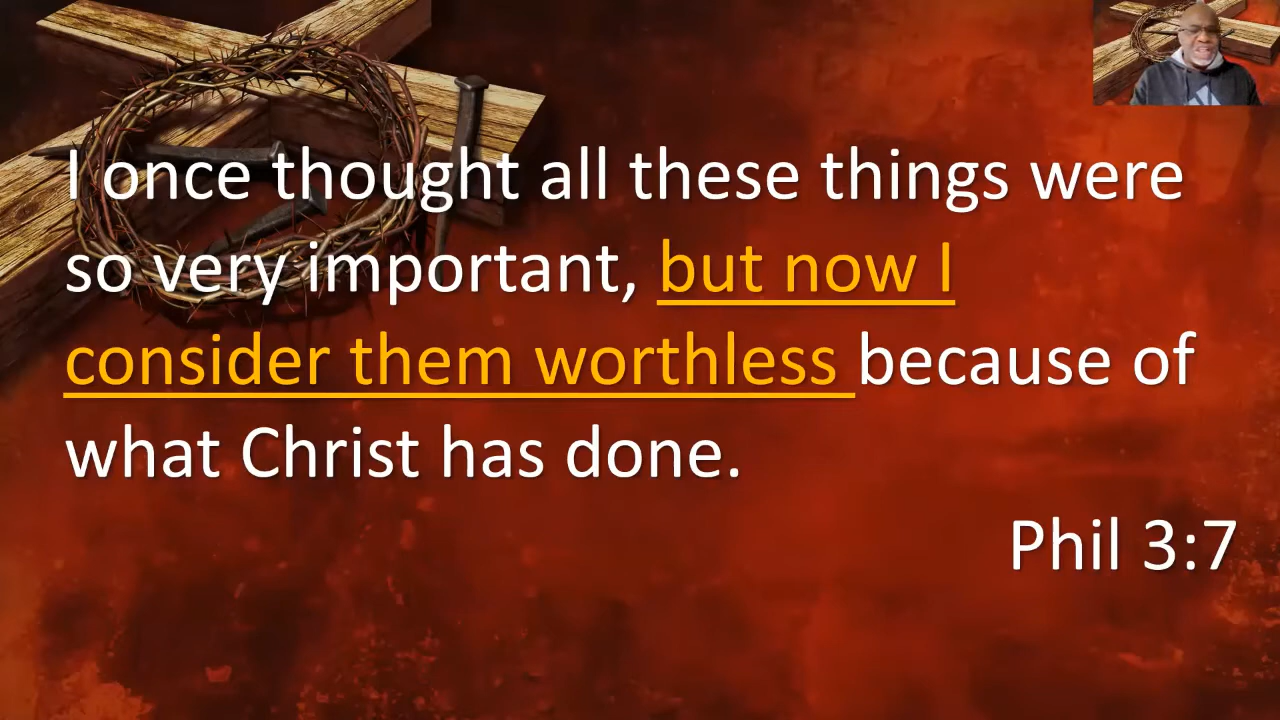 I once thought all these things were
so very important, but now I
consider them worthless because of
what Christ has done.
Phil 3:7